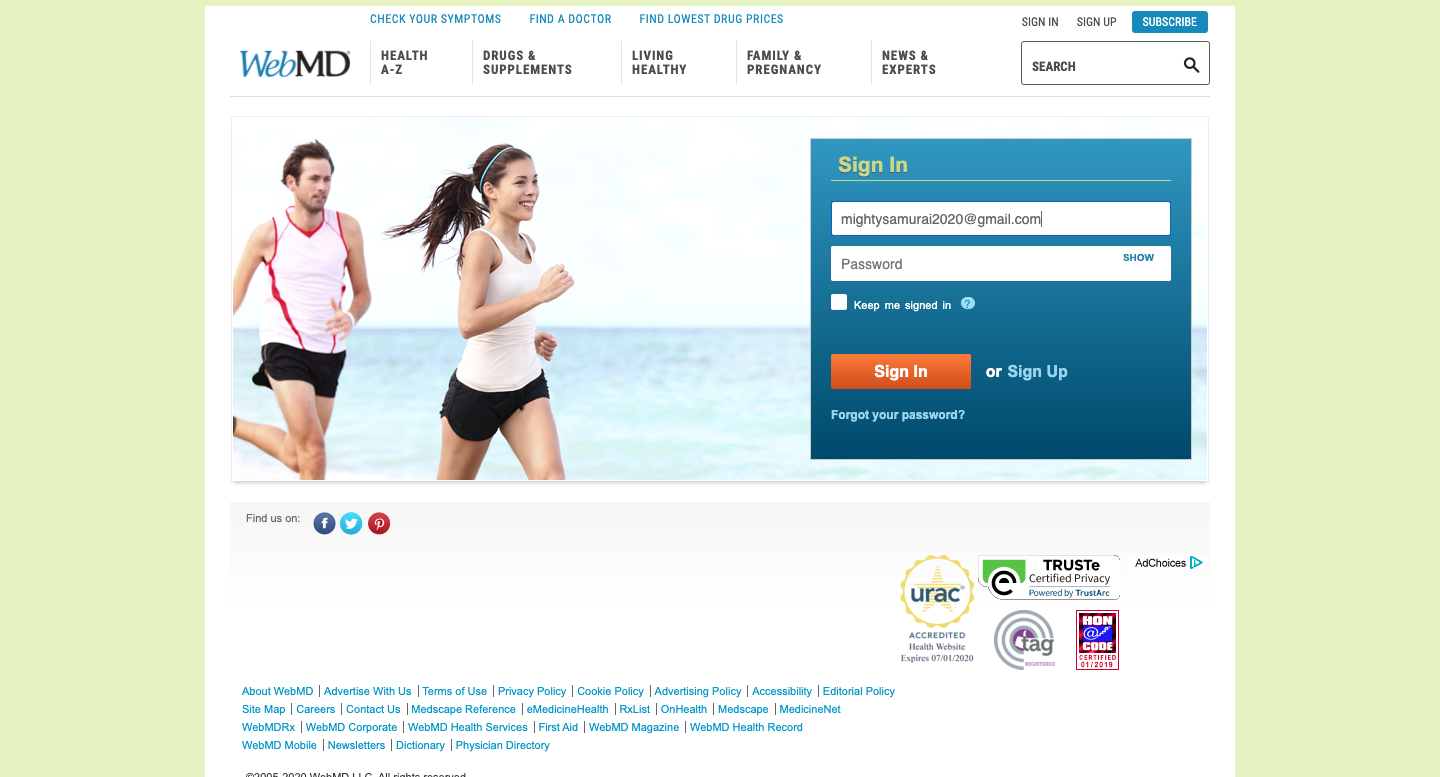 CHECK YOUR SYMPTOMS FIND A DOCTOR FIND LOWEST DRUG PRICES
SIGN IN SIGN UP SUBSCRIBE
WebMD
HEALTH
A-Z
DRUGS &
SUPPLEMENTS
LIVING
HEALTHY
FAMILY &
PREGNANCY
NEWS &
EXPERTS
SEARCH
Sign In
mightysamurai2020@gmail.com
Password SHOW
Keep me signed in ?
Sign In or Sign Up
Forgot your password?
Find us on:
urac
ACCREDITED
Health Website
Expires 07/01/2020
TRUSTe
Certified Privacy
Powered by TrustArc
AdChoices
tag
REGISTERED
HON
@
CODE
CERTIFIED
01/2019
About WebMD | Advertise With Us | Terms of Use | Privacy Policy | Cookie Policy | Advertising Policy | Accessibility | Editorial Policy
Site Map | Careers | Contact Us | Medscape Reference | eMedicineHealth | RxList | OnHealth | Medscape | MedicineNet
WebMDRx | WebMD Corporate | WebMD Health Services | First Aid | WebMD Magazine | WebMD Health Record
WebMD Mobile | Newsletters | Dictionary | Physician Directory
©2005-2020 WebMD LLC. All rights reserved.